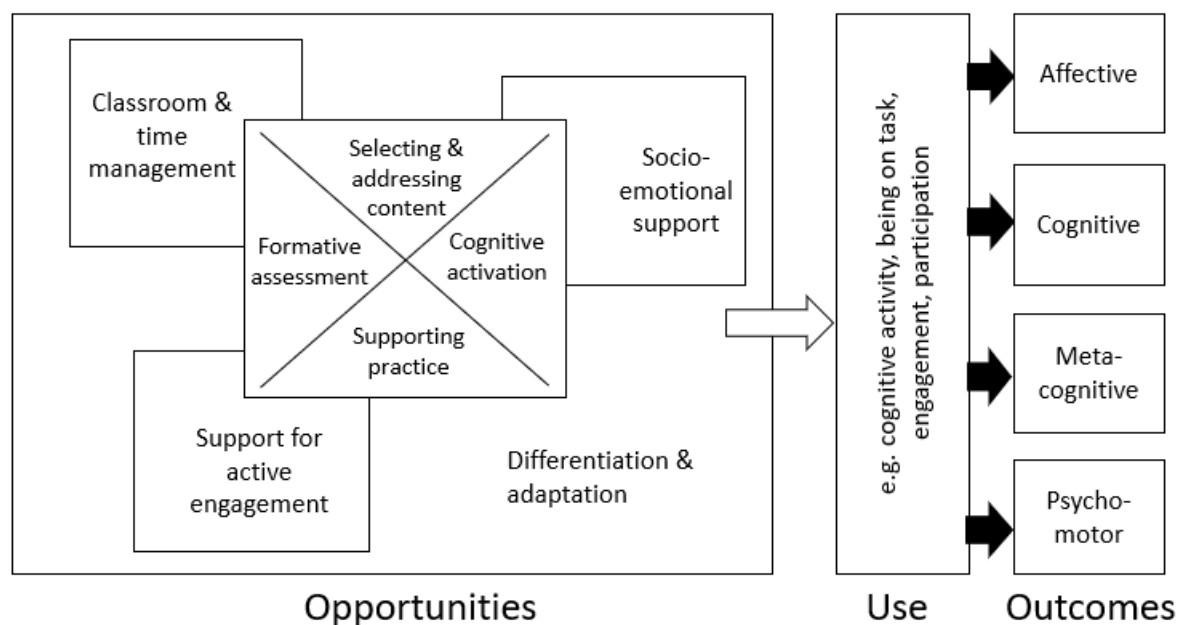 Classroom &
time
management
Selecting &
addressing
content
Formative
assessment
Cognitive
activation
Supporting
practice
Socio-
emotional
support
Support for
active
engagement
Differentiation &
adaptation
Opportunities
e.g. cognitive activity, being on task,
engagement, participation
Use
Affective
Cognitive
Meta-
cognitive
Psycho-
motor
Outcomes